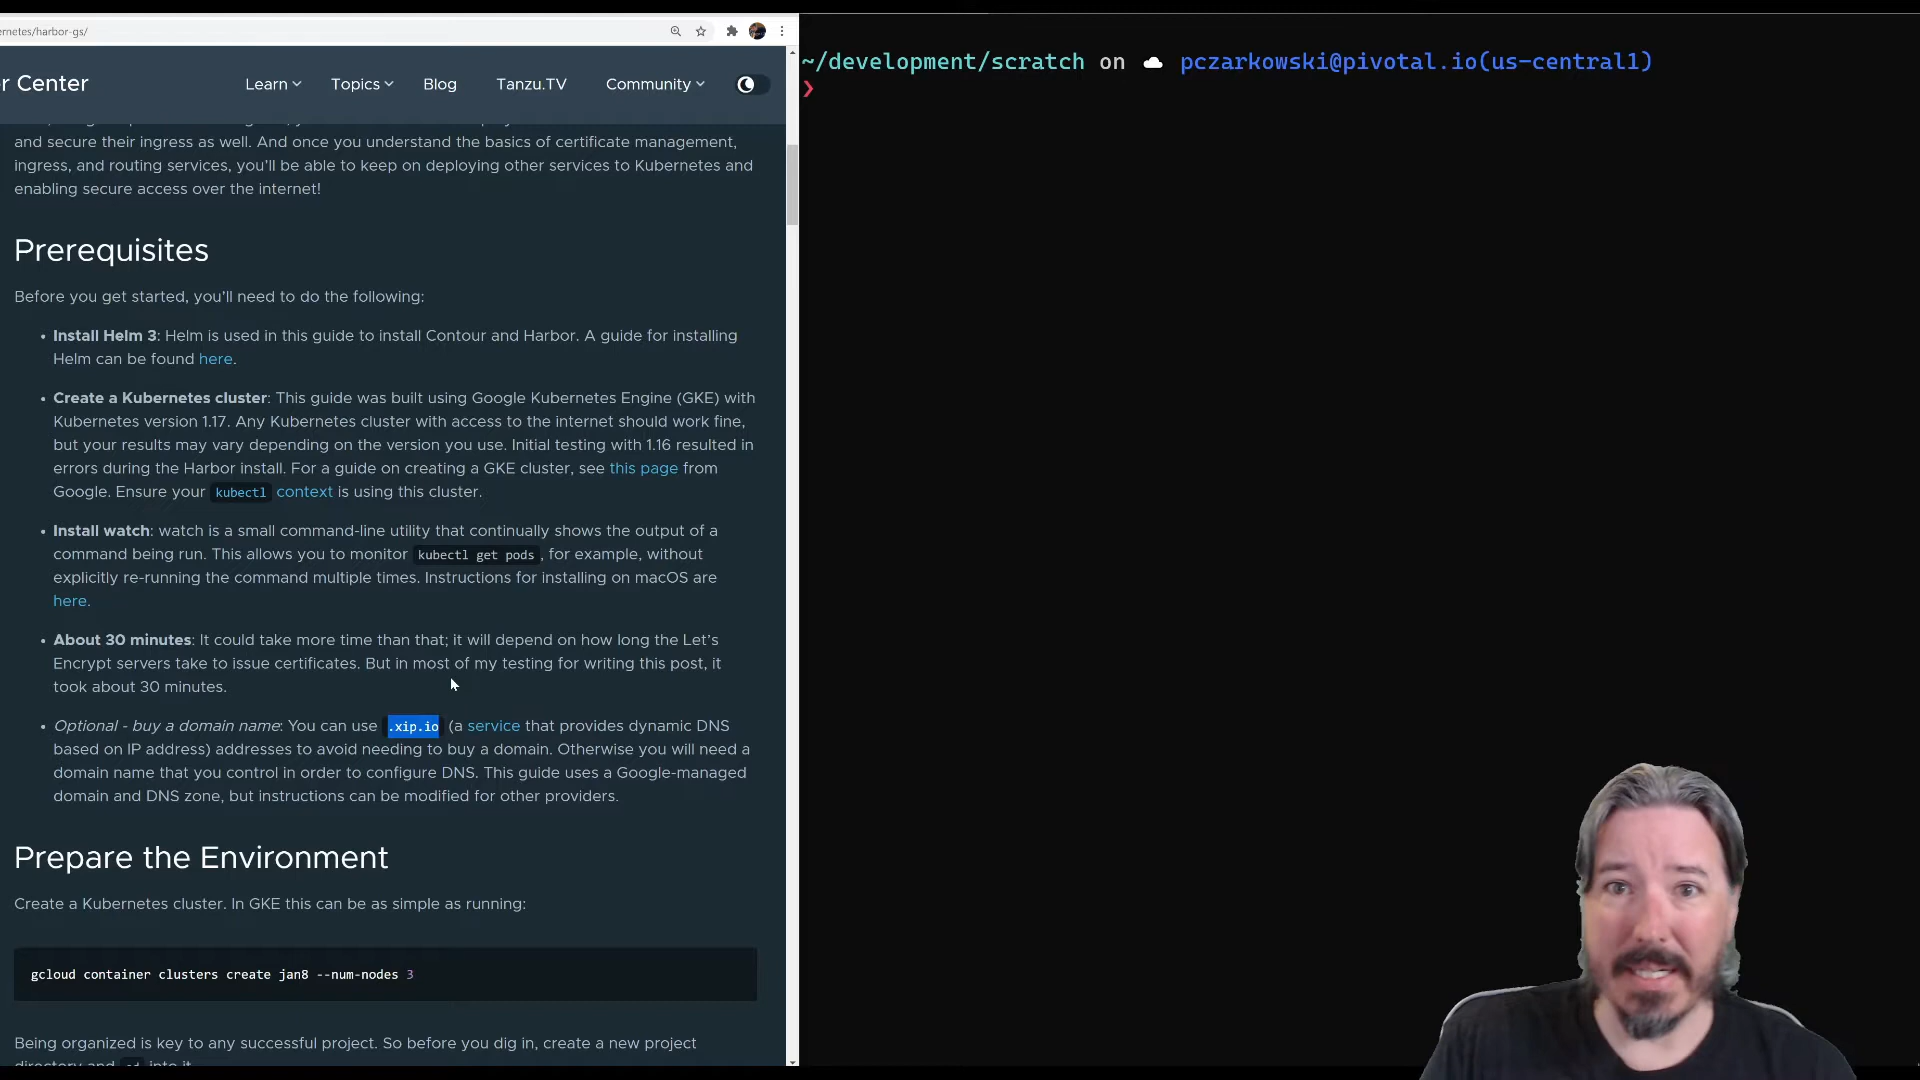 ernetes/harbor-gs/
r Center
Learn
Topics
Blog
Tanzu.TV
Community
and secure their ingress as well. And once you understand the basics of certificate management,
ingress, and routing services, you'll be able to keep on deploying other services to Kubernetes and
enabling secure access over the internet!
Prerequisites
Before you get started, you'll need to do the following:
• Install Helm 3: Helm is used in this guide to install Contour and Harbor. A guide for installing
Helm can be found here.
• Create a Kubernetes cluster: This guide was built using Google Kubernetes Engine (GKE) with
Kubernetes version 1.17. Any Kubernetes cluster with access to the internet should work fine,
but your results may vary depending on the version you use. Initial testing with 1.16 resulted in
errors during the Harbor install. For a guide on creating a GKE cluster, see this page from
Google. Ensure your kubectl context is using this cluster.
• Install watch: watch is a small command-line utility that continually shows the output of a
command being run. This allows you to monitor kubectl get pods, for example, without
explicitly re-running the command multiple times. Instructions for installing on macOS are
here.
• About 30 minutes: It could take more time than that; it will depend on how long the Let's
Encrypt servers take to issue certificates. But in most of my testing for writing this post, it
took about 30 minutes.
• Optional - buy a domain name: You can use .xip.io (a service that provides dynamic DNS
based on IP address) addresses to avoid needing to buy a domain. Otherwise you will need a
domain name that you control in order to configure DNS. This guide uses a Google-managed
domain and DNS zone, but instructions can be modified for other providers.
Prepare the Environment
Create a Kubernetes cluster. In GKE this can be as simple as running:
gcloud container clusters create jan8 --num-nodes 3
Being organized is key to any successful project. So before you dig in, create a new project
directory and cd into it
~/development/scratch on pczarkowski@pivotal.io(us-central1)
❯